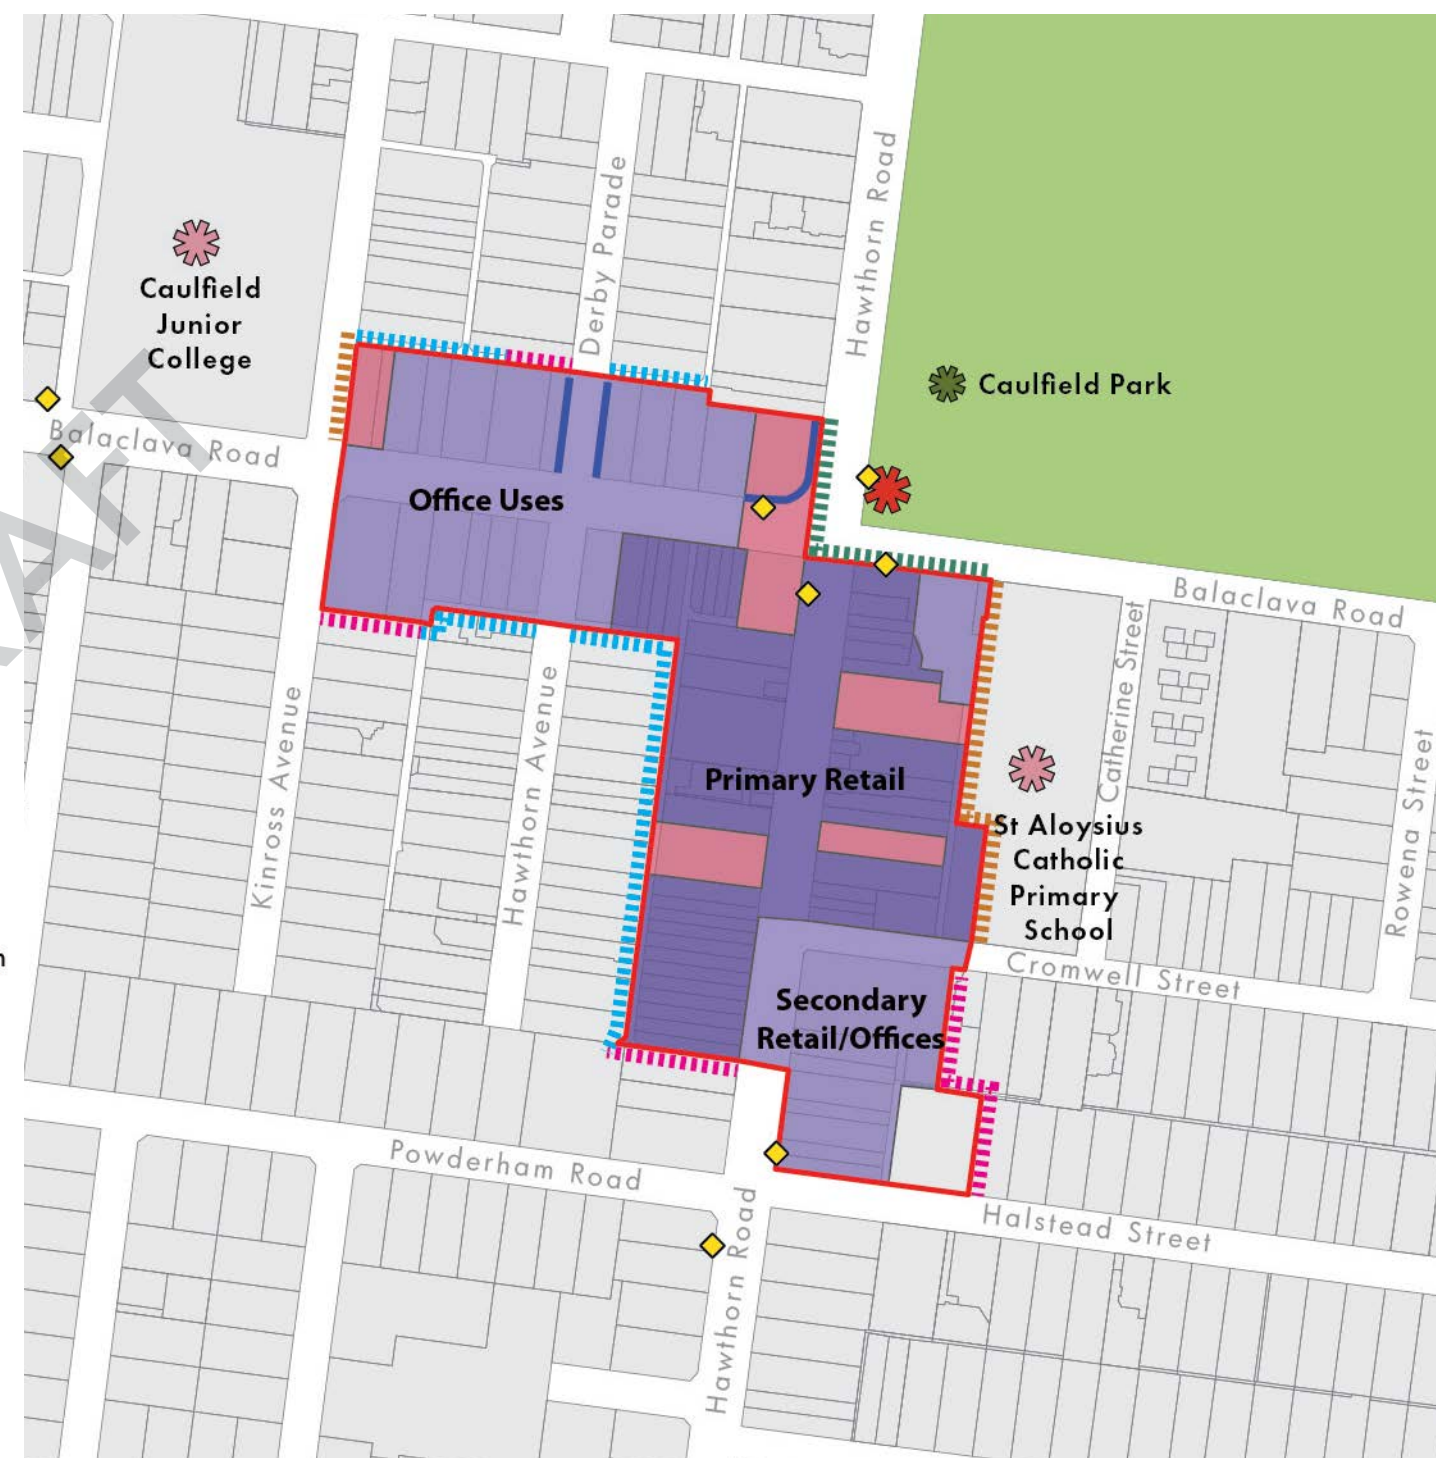 Hawthorn Road
Derby Parade
Caulfield
Junior
College
Caulfield Park
Balaclava Road
AFT
Office Uses
Balaclava Road
Catherine Street
Kinross Avenue
Hawthorn Avenue
Primary Retail
Rowena Street
St Aloysius
Catholic
Primary
School
n
Cromwell Street
Secondary
Retail/Offices
Powderham Road
Halstead Street
Hawthorn Road